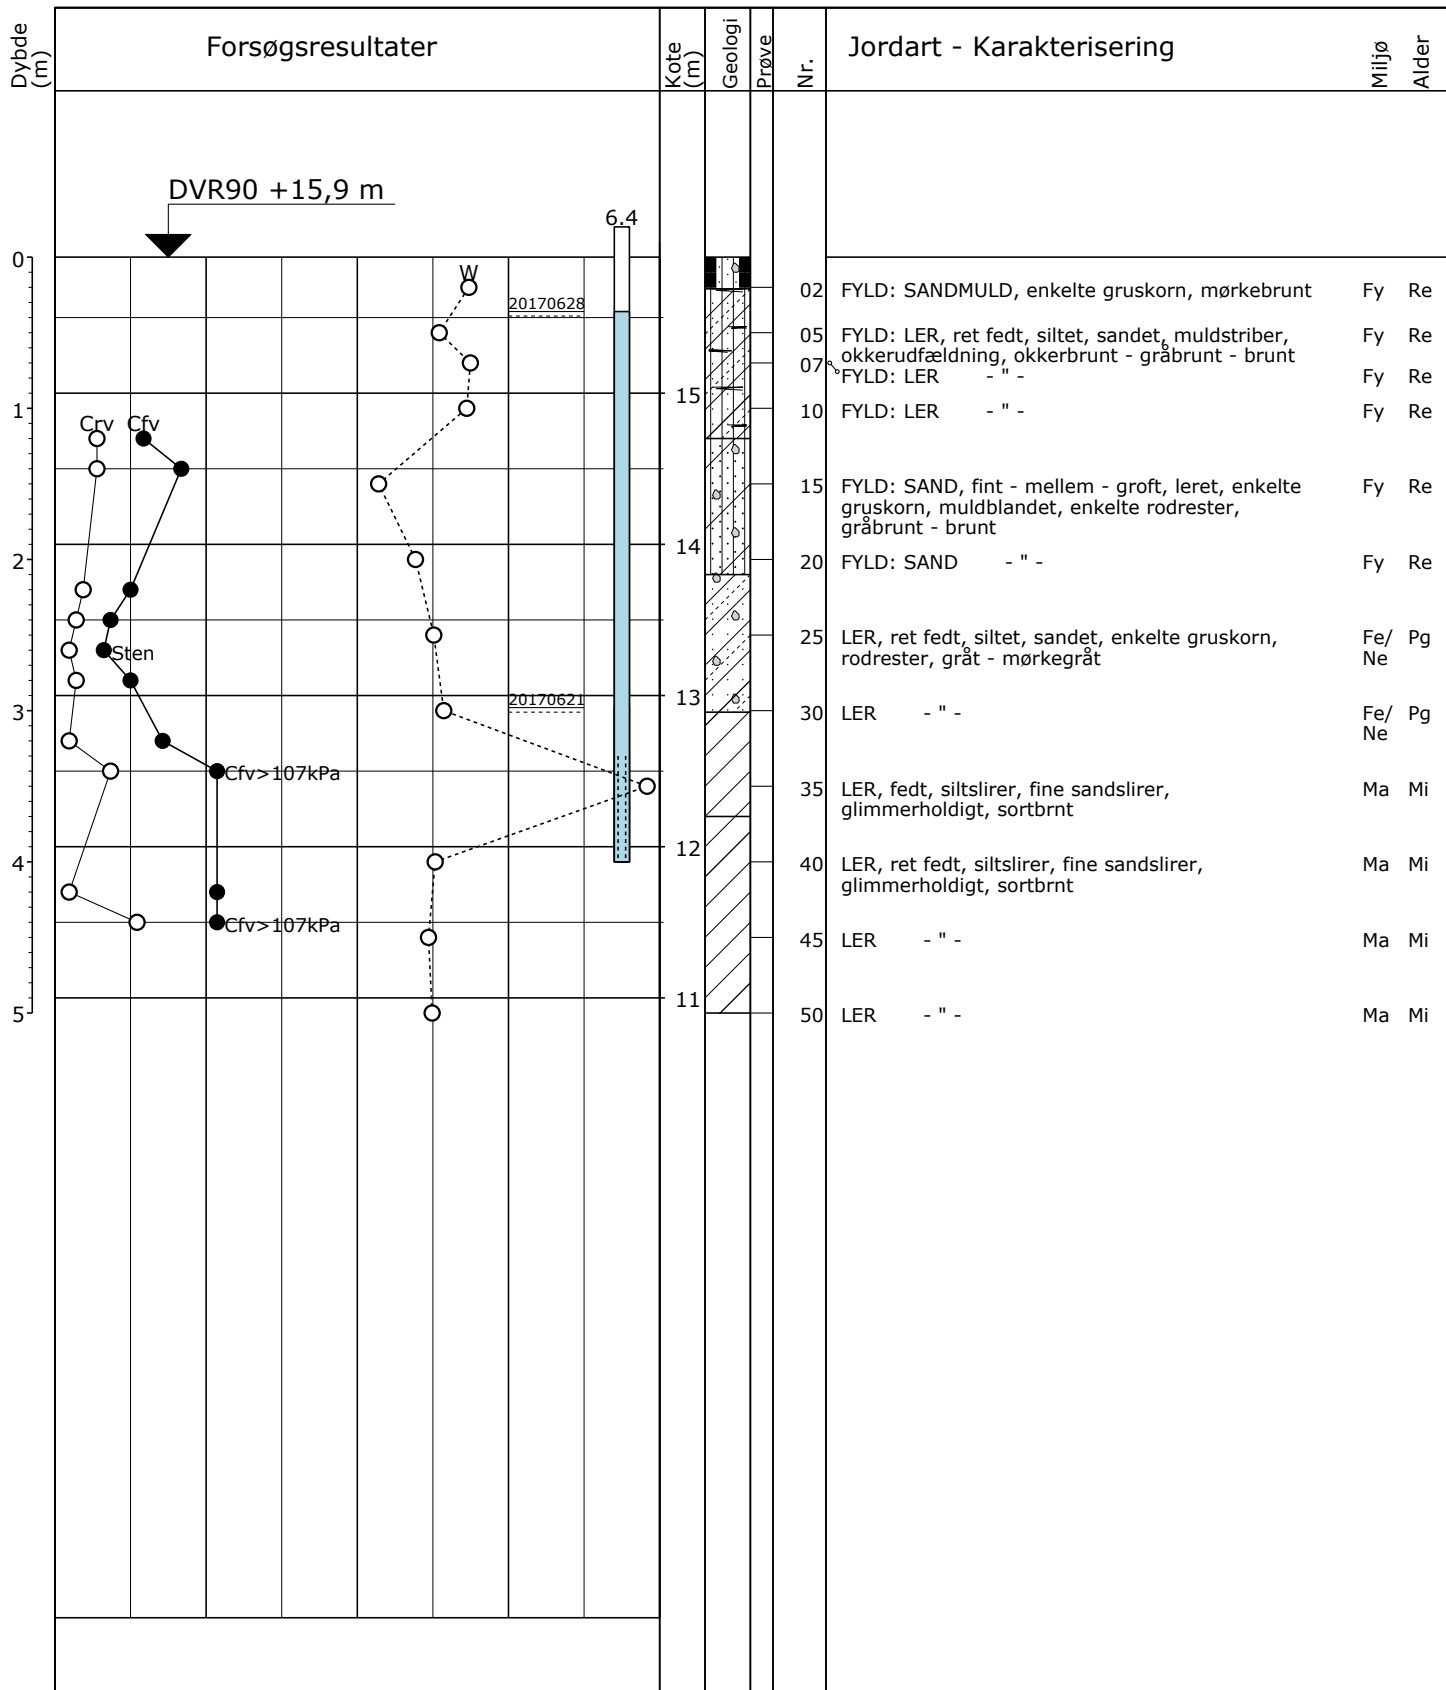 Dybde
(m)
Forsøgsresultater
Kote
(m)
Geologi
Prøve
Nr.
Jordart - Karakterisering
Miljø
Alder
DVR90 +15,9 m
6.4
0
W
20170628
02 FYLD: SANDMULD, enkelte gruskorn, mørkebrunt Fy Re
05 FYLD: LER, ret fedt, siltet, sandet, muldstriber, Fy Re
okkerudfældning, okkerbrunt - gråbrunt - brunt
07 FYLD: LER - " - Fy Re
15
1
10 FYLD: LER - " - Fy Re
Crv Cfv
15 FYLD: SAND, fint - mellem - groft, leret, enkelte Fy Re
gruskorn, muldblandet, enkelte rodrester,
gråbrunt - brunt
14
2
20 FYLD: SAND - " - Fy Re
25 LER, ret fedt, siltet, sandet, enkelte gruskorn, Fe/ Pg
rodrester, gråt - mørkegråt Ne
Sten
13
20170621
3
30 LER - " - Fe/ Pg
Ne
Cfv>107kPa
35 LER, fedt, siltslirer, fine sandslirer, Ma Mi
glimmerholdigt, sortbrnt
12
4
40 LER, ret fedt, siltslirer, fine sandslirer, Ma Mi
glimmerholdigt, sortbrnt
Cfv>107kPa
45 LER - " - Ma Mi
11
5
50 LER - " - Ma Mi